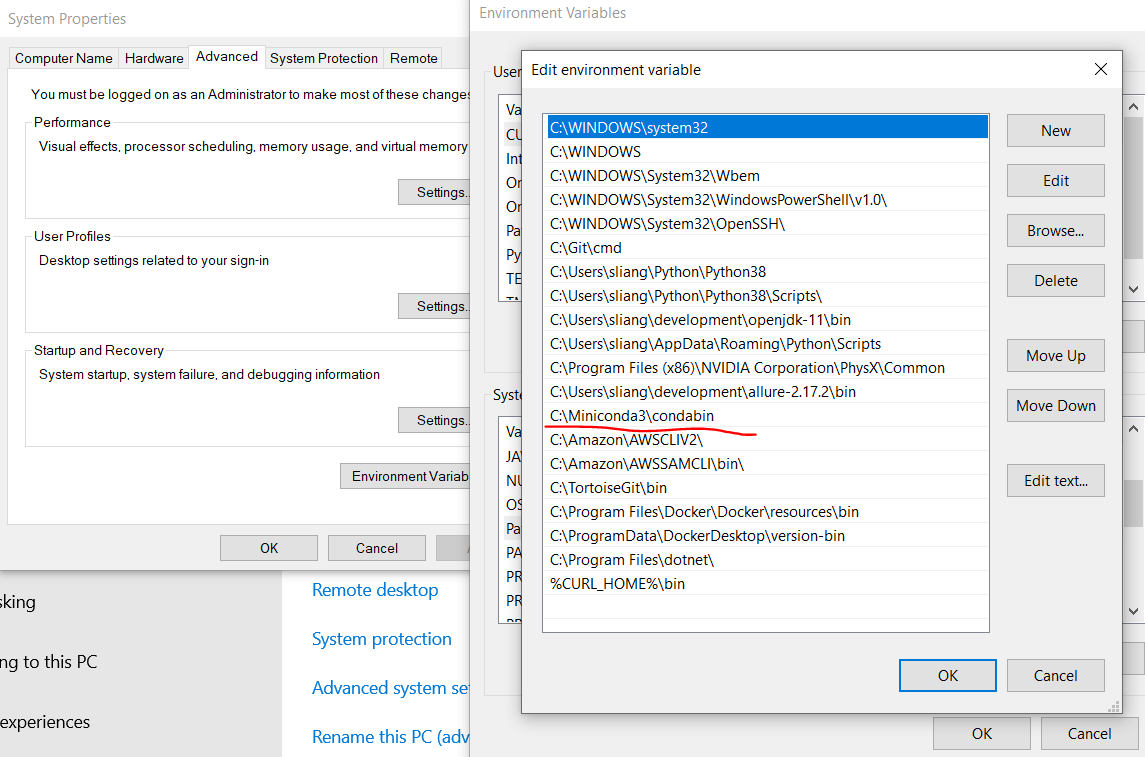 System Properties
Computer Name Hardware Advanced System Protection Remote
You must be logged on as an Administrator to make most of these changes
Performance
Visual effects, processor scheduling, memory usage, and virtual memory
Settings..
User Profiles
Desktop settings related to your sign-in
Settings..
Startup and Recovery
System startup, system failure, and debugging information
Settings..
Environment Variab
OK Cancel
sking
ng to this PC
experiences
Remote desktop
System protection
Advanced system set
Rename this PC (adv
Environment Variables
User
Va
CU
Int
On
On
Pa
Py
TE
Syste
Va
JA
NU
OS
Pa
PA
PR
PR
OK Cancel
Edit environment variable
C:\WINDOWS\system32
C:\WINDOWS
C:\WINDOWS\System32\Wbem
C:\WINDOWS\System32\WindowsPowerShell\v1.0\
C:\WINDOWS\System32\OpenSSH\
C:\Git\cmd
C:\Users\sliang\Python\Python38
C:\Users\sliang\Python\Python38\Scripts\
C:\Users\sliang\development\openjdk-11\bin
C:\Users\sliang\AppData\Roaming\Python\Scripts
C:\Program Files (x86)\NVIDIA Corporation\PhysX\Common
C:\Users\sliang\development\allure-2.17.2\bin
C:\Miniconda3\condabin
C:\Amazon\AWSCLIV2\
C:\Amazon\AWSSAMCLI\bin\
C:\TortoiseGit\bin
C:\Program Files\Docker\Docker\resources\bin
C:\ProgramData\DockerDesktop\version-bin
C:\Program Files\dotnet\
%CURL_HOME%\bin
New
Edit
Browse...
Delete
Move Up
Move Down
Edit text...
OK Cancel